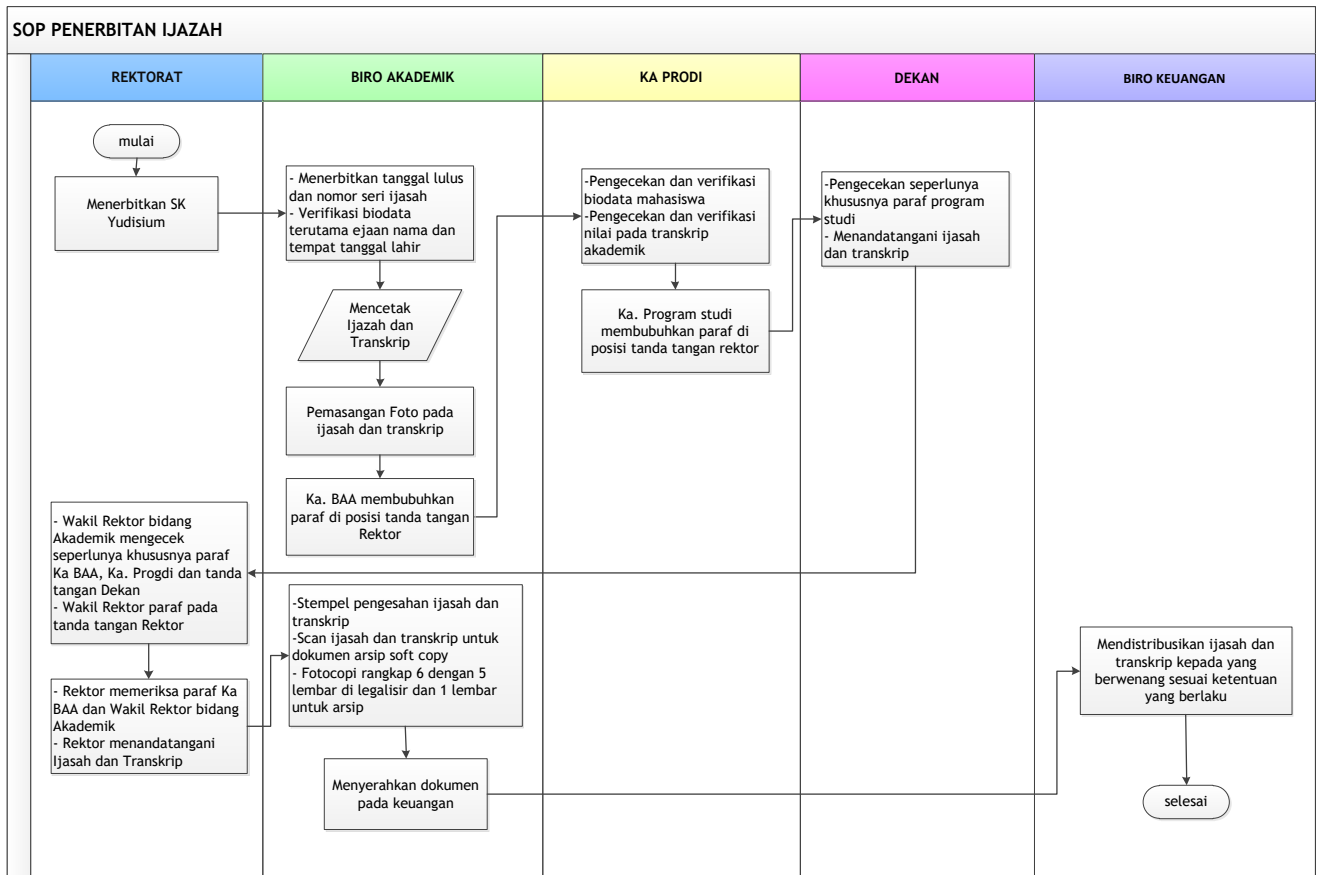 SOP PENERBITAN IJAZAH
REKTORAT
BIRO AKADEMIK
KA PRODI
DEKAN
BIRO KEUANGAN
mulai
Menerbitkan SK
Yudisium
- Menerbitkan tanggal lulus
dan nomor seri ijasah
- Verifikasi biodata
terutama ejaan nama dan
tempat tanggal lahir
Mencetak
Ijazah dan
Transkrip
Pemasangan Foto pada
ijasah dan transkrip
Ka. BAA membubuhkan
paraf di posisi tanda tangan
Rektor
-Pengecekan dan verifikasi
biodata mahasiswa
-Pengecekan dan verifikasi
nilai pada transkrip
akademik
Ka. Program studi
membubuhkan paraf di
posisi tanda tangan rektor
-Pengecekan seperlunya
khususnya paraf program
studi
- Menandatangani ijasah
dan transkrip
- Wakil Rektor bidang
Akademik mengecek
seperlunya khususnya paraf
Ka BAA, Ka. Progdi dan tanda
tangan Dekan
- Wakil Rektor paraf pada
tanda tangan Rektor
- Rektor memeriksa paraf Ka
BAA dan Wakil Rektor bidang
Akademik
- Rektor menandatangani
Ijasah dan Transkrip
-Stempel pengesahan ijasah dan
transkrip
-Scan ijasah dan transkrip untuk
dokumen arsip soft copy
- Fotocopi rangkap 6 dengan 5
lembar di legalisir dan 1 lembar
untuk arsip
Menyerahkan dokumen
pada keuangan
Mendistribusikan ijasah dan
transkrip kepada yang
berwenang sesuai ketentuan
yang berlaku
selesai